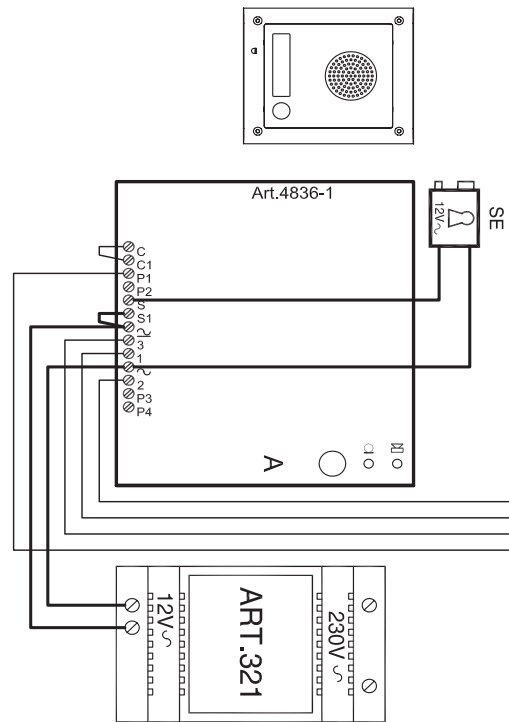 Art.4836-1
SE
12V~
C
C1
P1
P2
S
S1
~
3
1
~
2
P3
P4
A
12V~
ART.321
230V~